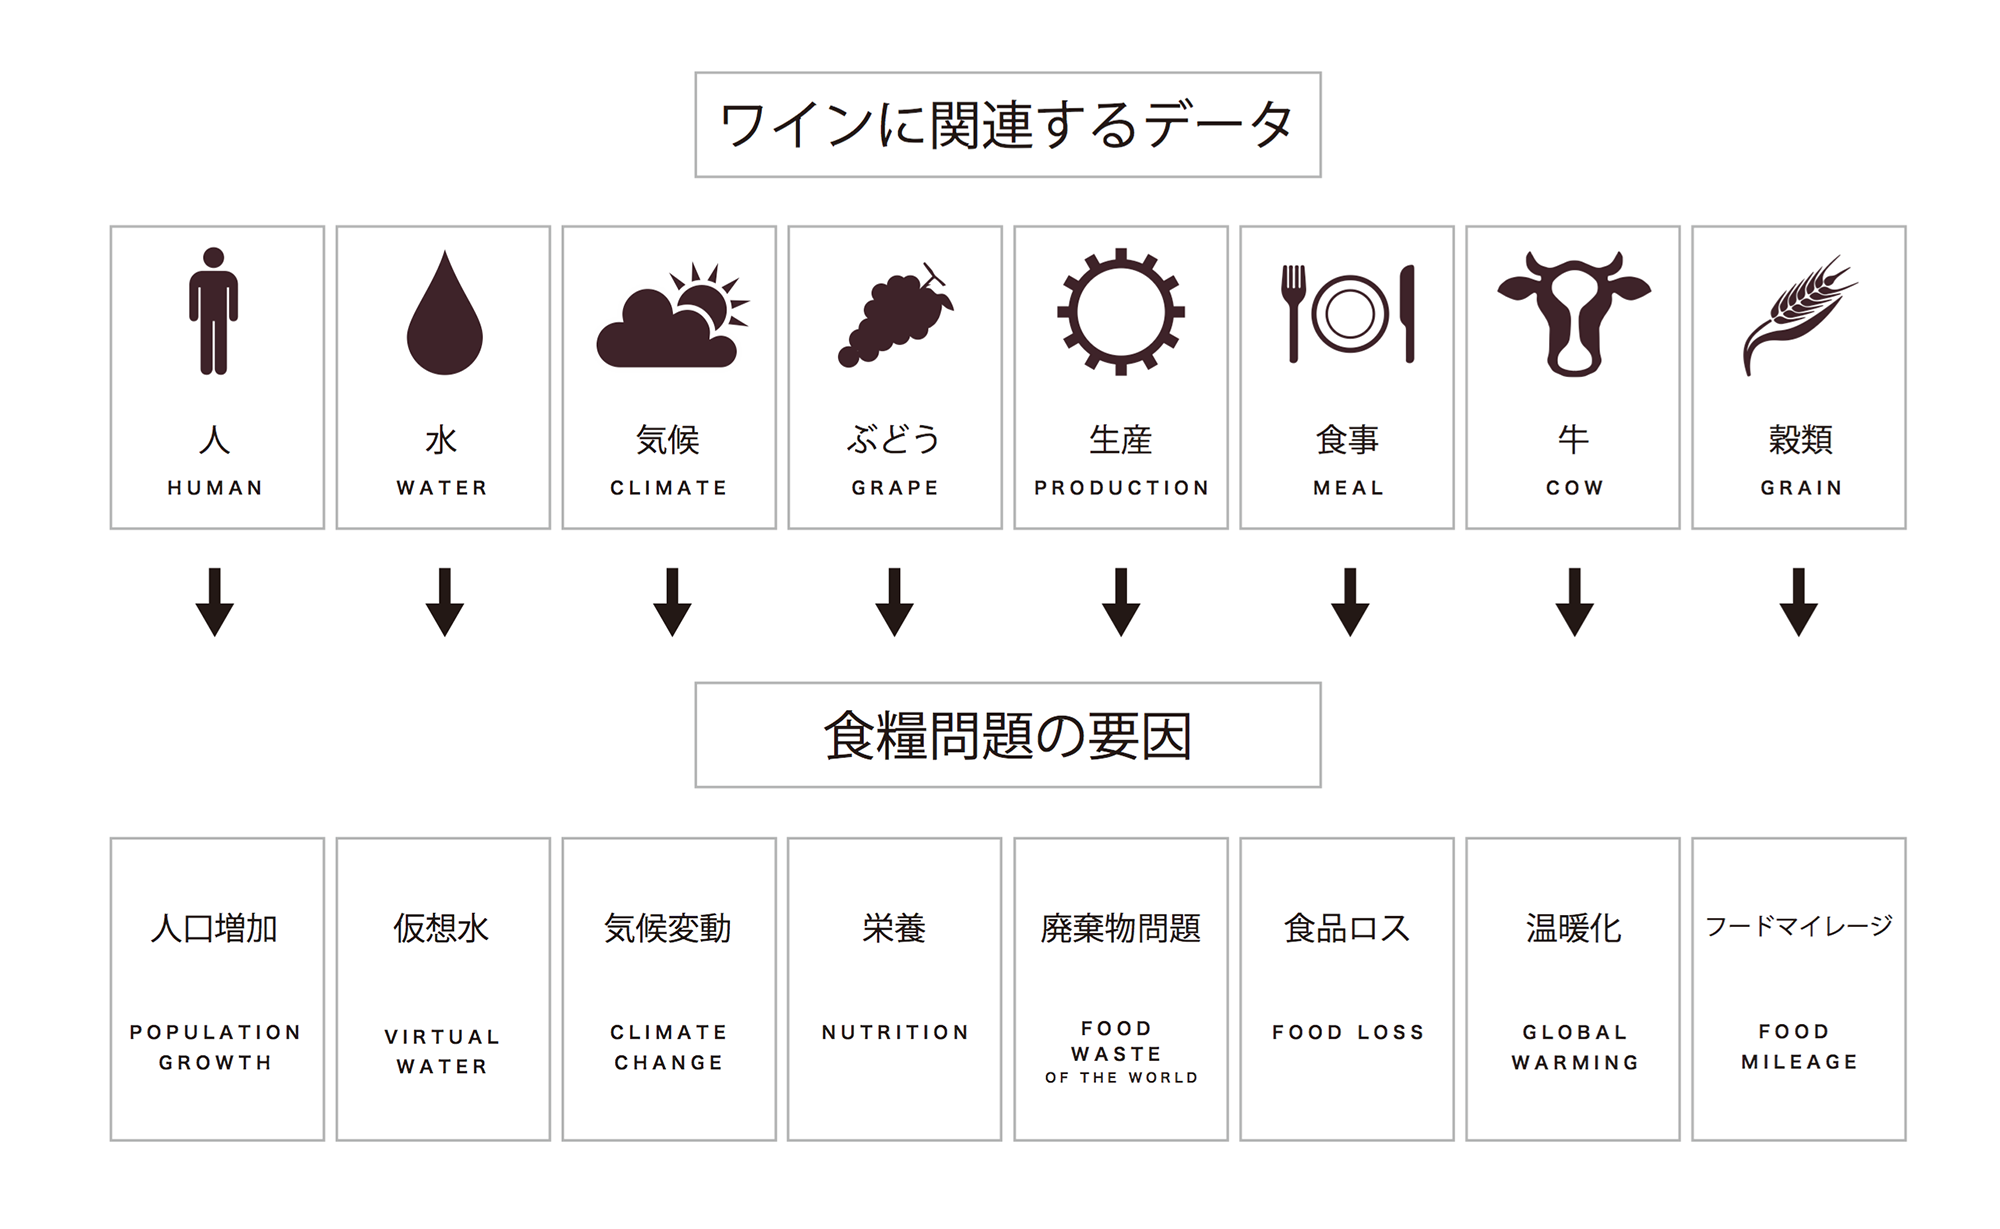 ワインに関連するデータ
人
HUMAN
水
WATER
気候
CLIMATE
ぶどう
GRAPE
生産
PRODUCTION
食事
MEAL
牛
COW
穀類
GRAIN
食糧問題の要因
人口増加
POPULATION
GROWTH
仮想水
VIRTUAL
WATER
気候変動
CLIMATE
CHANGE
栄養
NUTRITION
廃棄物問題
FOOD
WASTE
OF THE WORLD
食品ロス
FOOD LOSS
温暖化
GLOBAL
WARMING
フードマイレージ
FOOD
MILEAGE